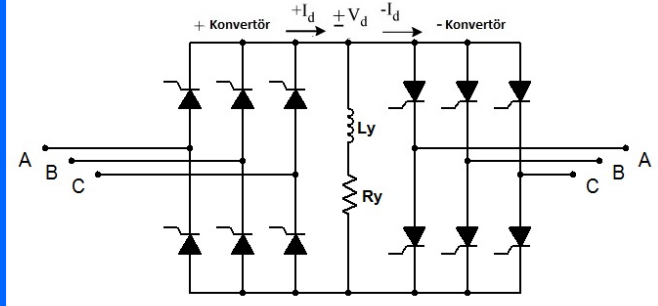 + Konvertör +I_d ±V_d -I_d - Konvertör
A B C
Ly
Ry
A B C